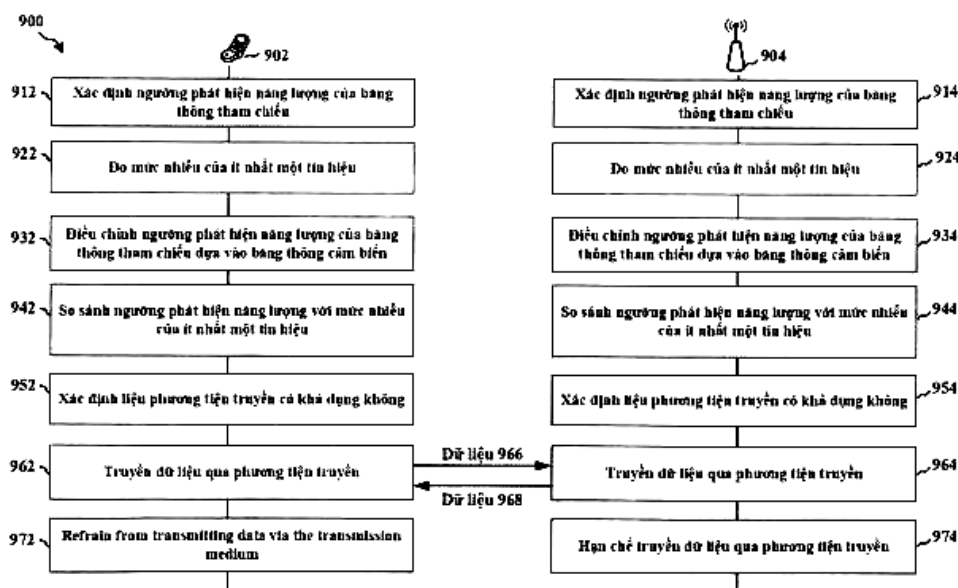 900
902
904
912
Xác định ngưỡng phát hiện năng lượng của băng
thông tham chiếu
Xác định ngưỡng phát hiện năng lượng của băng
thông tham chiếu
914
922
Đo mức nhiễu của ít nhất một tín hiệu
Đo mức nhiễu của ít nhất một tín hiệu
924
932
Điều chỉnh ngưỡng phát hiện năng lượng của băng
thông tham chiếu dựa vào băng thông cảm biến
Điều chỉnh ngưỡng phát hiện năng lượng của băng
thông tham chiếu dựa vào băng thông cảm biến
934
942
So sánh ngưỡng phát hiện năng lượng với mức nhiễu
của ít nhất một tín hiệu
So sánh ngưỡng phát hiện năng lượng với mức nhiễu
của ít nhất một tín hiệu
944
952
Xác định liệu phương tiện truyền có khả dụng không
Xác định liệu phương tiện truyền có khả dụng không
954
962
Truyền dữ liệu qua phương tiện truyền
Dữ liệu 966
Dữ liệu 968
Truyền dữ liệu qua phương tiện truyền
964
972
Refrain from transmitting data via the transmission
medium
Hạn chế truyền dữ liệu qua phương tiện truyền
974